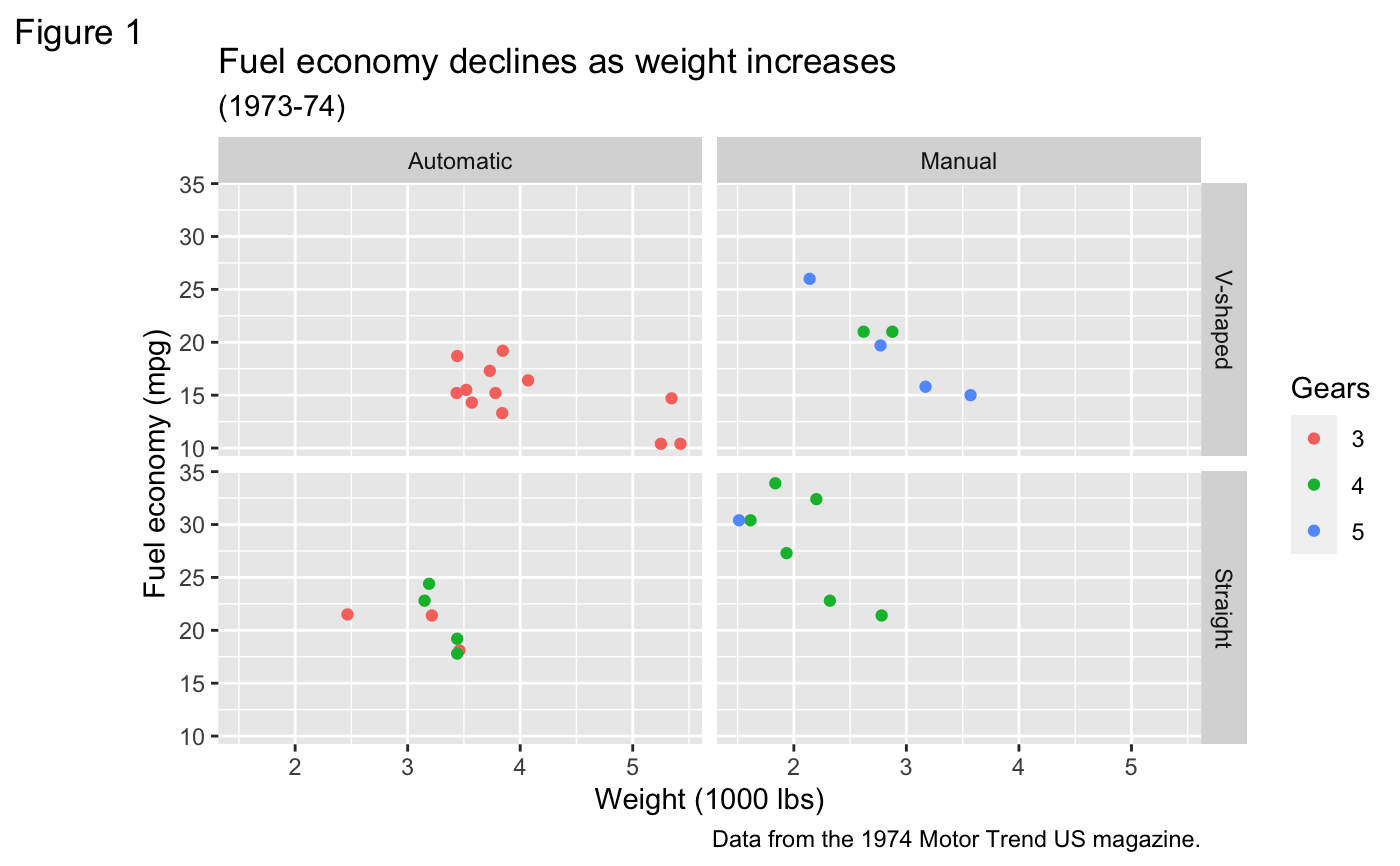 Figure 1
Fuel economy declines as weight increases
(1973-74)
Automatic
Manual
35
30
25
20
15
10
V-shaped
35
30
25
20
15
10
Straight
Fuel economy (mpg)
2 3 4 5
2 3 4 5
Weight (1000 lbs)
Gears
3
4
5
Data from the 1974 Motor Trend US magazine.